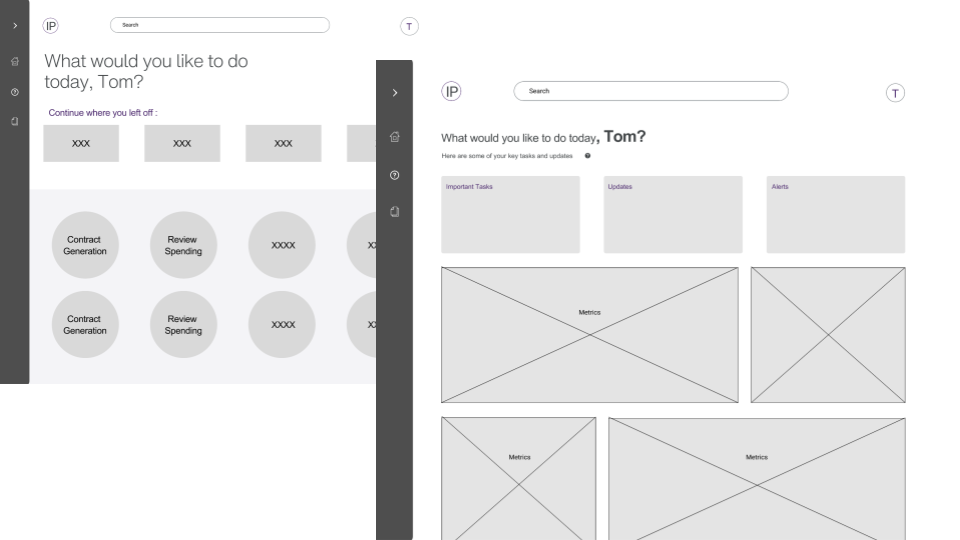 IP
Search
T
What would you like to do
today, Tom?
Continue where you left off :
XXX
XXX
XXX
Contract
Generation
Review
Spending
XXXX
XX
Contract
Generation
Review
Spending
XXXX
XX
IP
Search
T
What would you like to do today, Tom?
Here are some of your key tasks and updates ?
Important Tasks
Updates
Alerts
Metrics
Metrics
Metrics